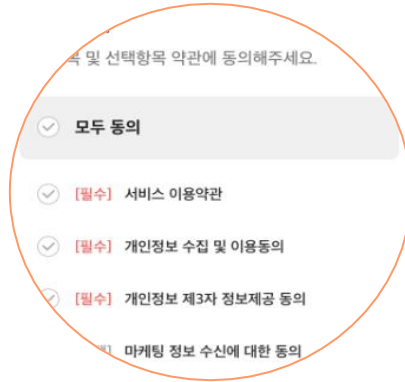 및 선택항목 약관에 동의해주세요.
모두 동의
[필수] 서비스 이용약관
[필수] 개인정보 수집 및 이용동의
[필수] 개인정보 제3자 정보제공 동의
마케팅 정보 수신에 대한 동의